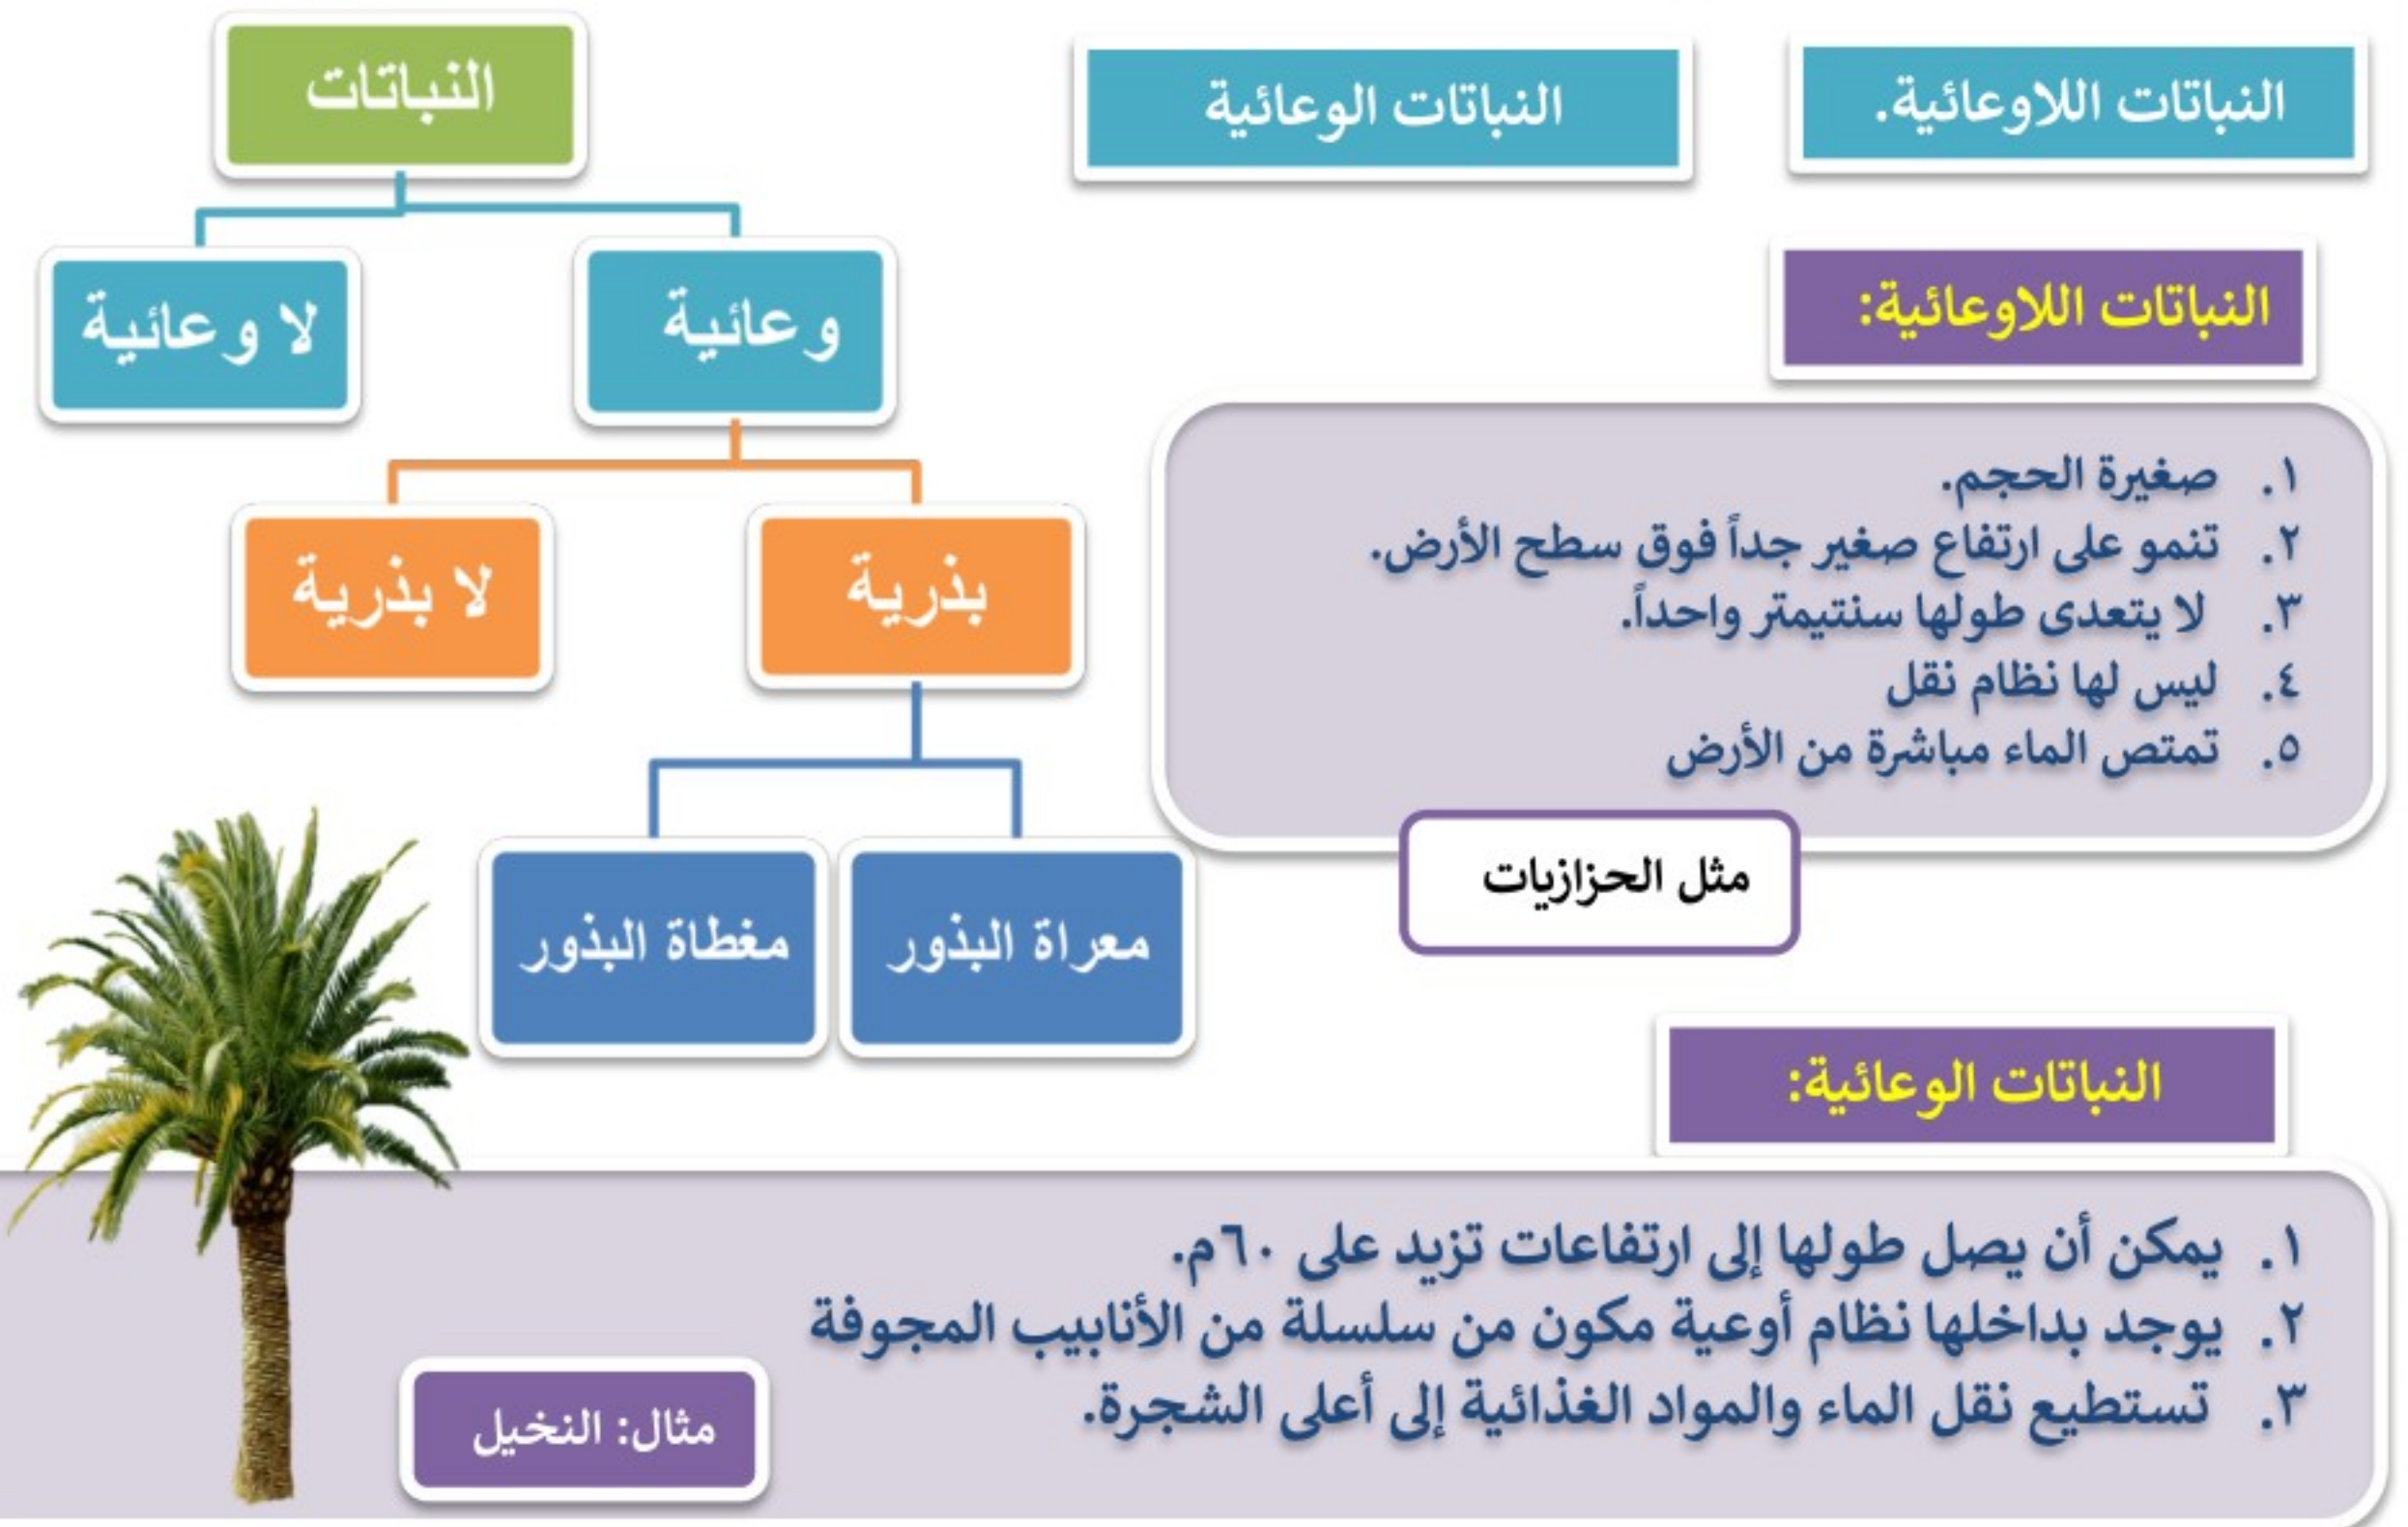 النباتات اللاوعائية.
النباتات الوعائية
النباتات
وعائية
لا وعائية
بذرية
لا بذرية
معراة البذور
مغطاة البذور
النباتات اللاوعائية:
١. صغيرة الحجم.
٢. تنمو على ارتفاع صغير جداً فوق سطح الأرض.
٣. لا يتعدى طولها سنتيمتر واحداً.
٤. ليس لها نظام نقل
٥. تمتص الماء مباشرة من الأرض
مثل الحزازيات
النباتات الوعائية:
١. يمكن أن يصل طولها إلى ارتفاعات تزيد على ٦٠م.
٢. يوجد بداخلها نظام أوعية مكون من سلسلة من الأنابيب المجوفة
٣. تستطيع نقل الماء والمواد الغذائية إلى أعلى الشجرة.
مثال: النخيل